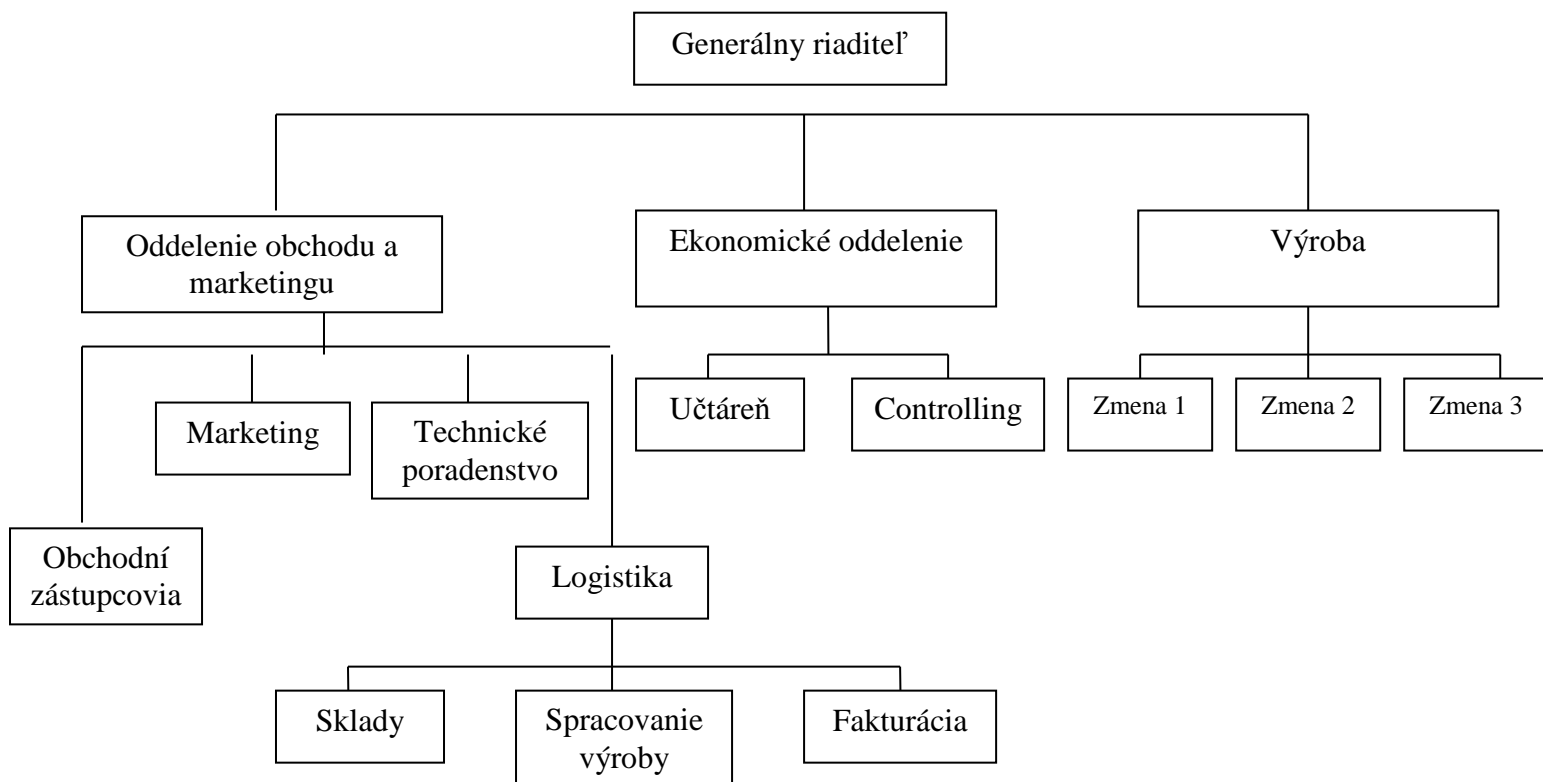 Generálny riaditeľ
Oddelenie obchodu a
marketingu
Ekonomické oddelenie
Výroba
Učtáreň
Controlling
Zmena 1
Zmena 2
Zmena 3
Marketing
Technické
poradenstvo
Obchodní
zástupcovia
Logistika
Sklady
Spracovanie
výroby
Fakturácia